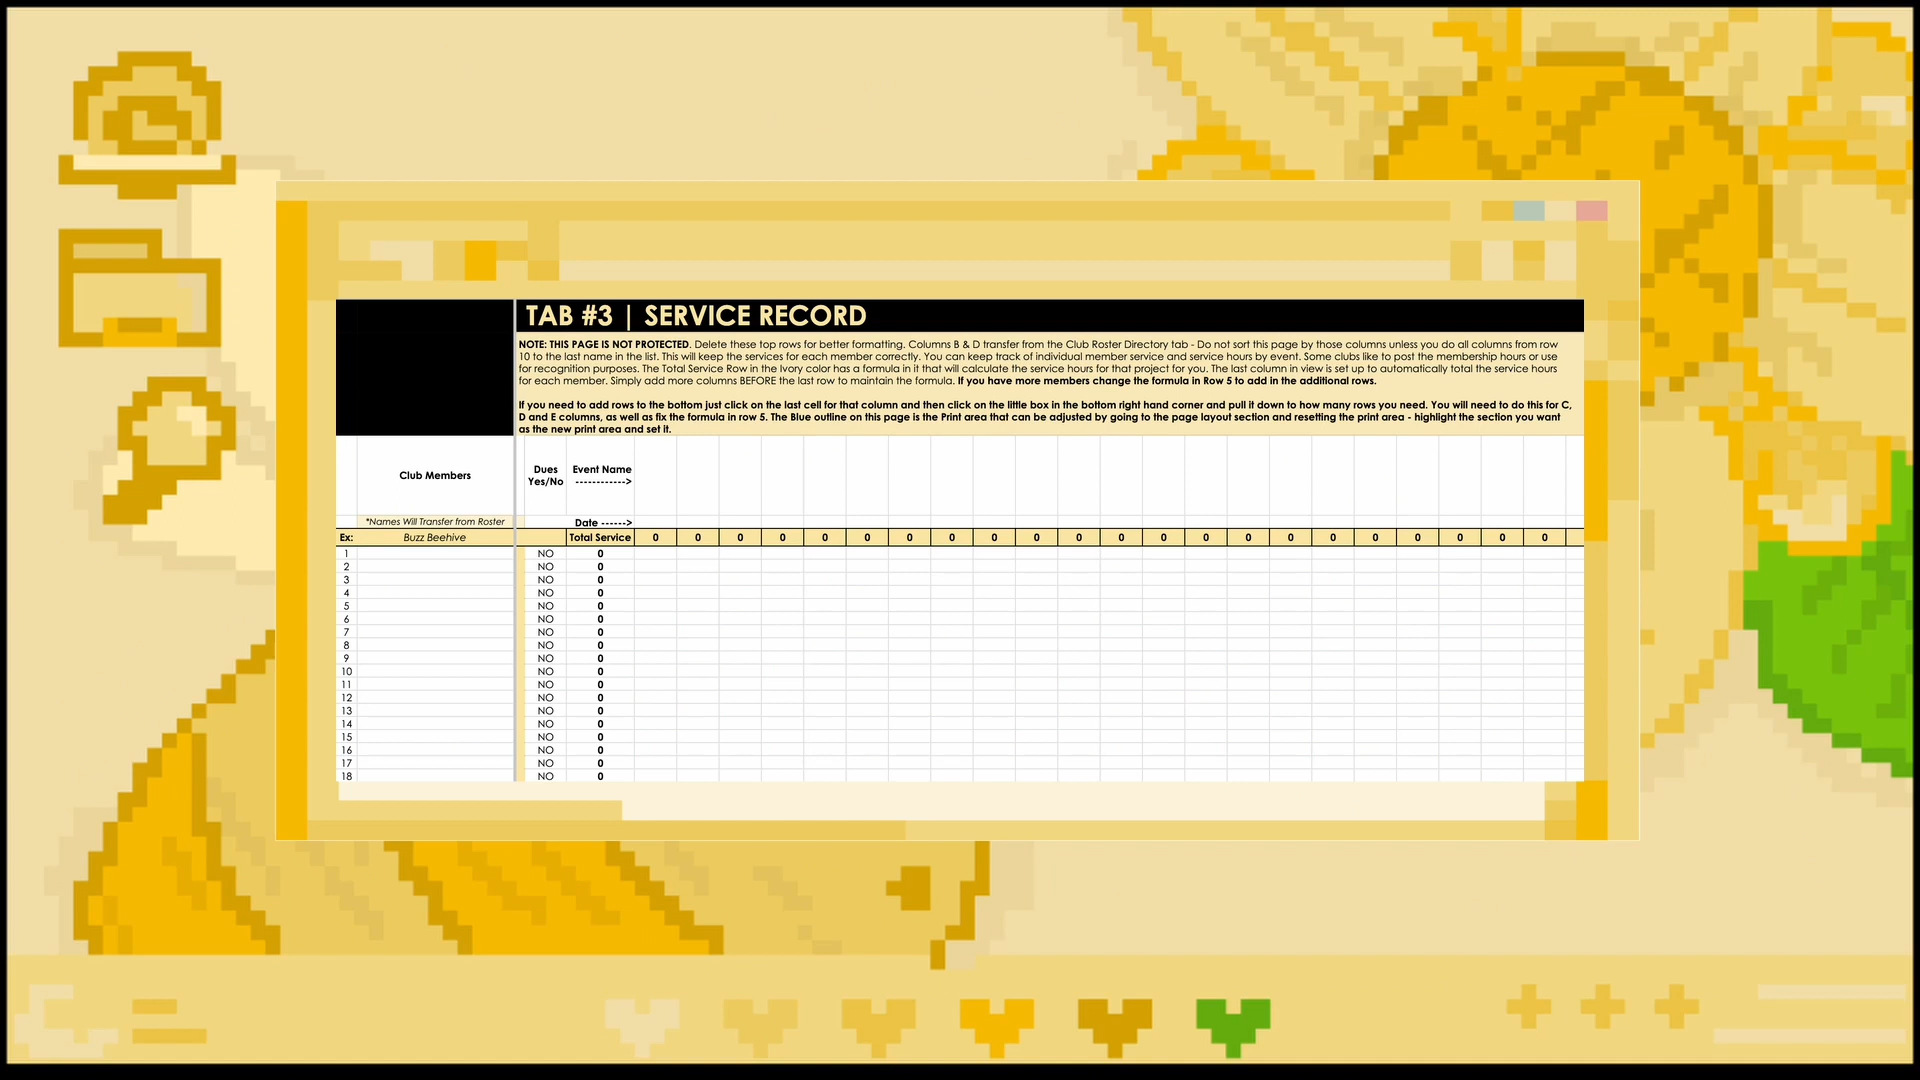 TAB #3 | SERVICE RECORD
NOTE: THIS PAGE IS NOT PROTECTED. Delete these top rows for better formatting. Columns B & D transfer from the Club Roster Directory tab - Do not sort this page by those columns unless you do all columns from row
10 to the last name in the list. This will keep the services for each member correctly. You can keep track of individual member service and service hours by event. Some clubs like to post the membership hours or use
for recognition purposes. The Total Service Row in the Ivory color has a formula in it that will calculate the service hours for that project for you. The last column in view is set up to automatically total the service hours
for each member. Simply add more columns BEFORE the last row to maintain the formula. If you have more members change the formula in Row 5 to add in the additional rows.
If you need to add rows to the bottom just click on the last cell for that column and then click on the little box in the bottom right hand corner and pull it down to how many rows you need. You will need to do this for C,
D and E columns, as well as fix the formula in row 5. The Blue outline on this page is the Print area that can be adjusted by going to the page layout section and resetting the print area - highlight the section you want
as the new print area and set it.
Club Members
Dues Yes/No
Event Name ------------>
*Names Will Transfer from Roster
Date ------>
Ex: Buzz Beehive Total Service 0 0 0 0 0 0 0 0 0 0 0 0 0 0 0 0 0 0 0 0 0 0
1 NO 0
2 NO 0
3 NO 0
4 NO 0
5 NO 0
6 NO 0
7 NO 0
8 NO 0
9 NO 0
10 NO 0
11 NO 0
12 NO 0
13 NO 0
14 NO 0
15 NO 0
16 NO 0
17 NO 0
18 NO 0